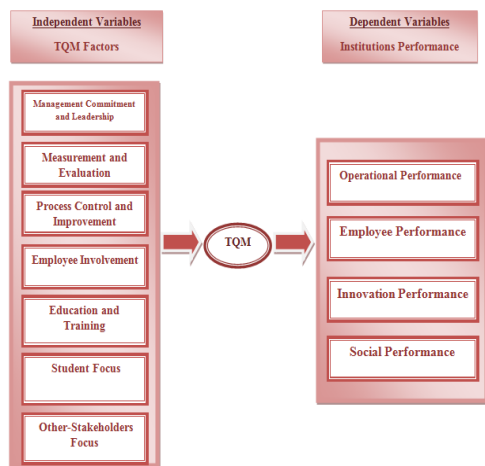 Independent Variables
TQM Factors
Dependent Variables
Institutions Performance
Management Commitment
and Leadership
Measurement and
Evaluation
Process Control and
Improvement
Employee Involvement
Education and
Training
Student Focus
Other-Stakeholders
Focus
TQM
Operational Performance
Employee Performance
Innovation Performance
Social Performance